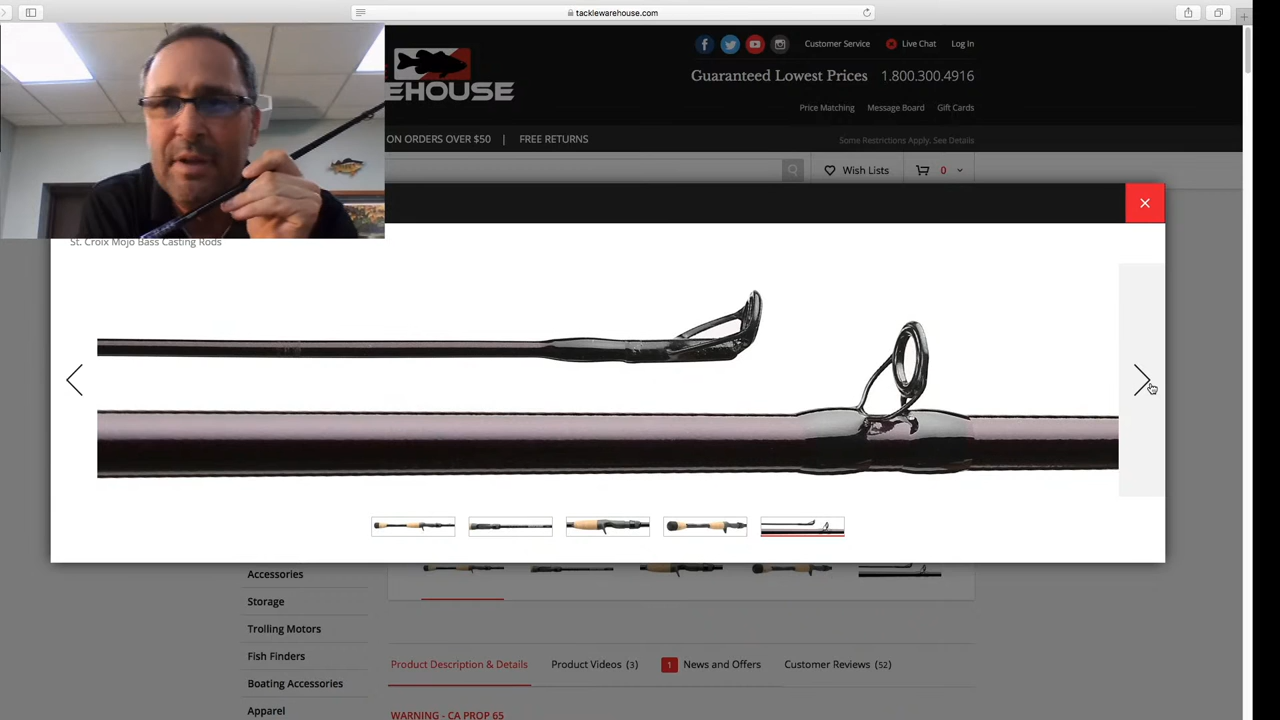 tacklewarehouse.com
Customer Service
Live Chat
Log In
EHOUSE
Guaranteed Lowest Prices 1.800.300.4916
Price Matching
Message Board
Gift Cards
ON ORDERS OVER $50 | FREE RETURNS
Some Restrictions Apply. See Details
Wish Lists
0
St. Croix Mojo Bass Casting Rods
Accessories
Storage
Trolling Motors
Fish Finders
Boating Accessories
Apparel
Product Description & Details
Product Videos (3)
1 News and Offers
Customer Reviews (52)
WARNING - CA PROP 65